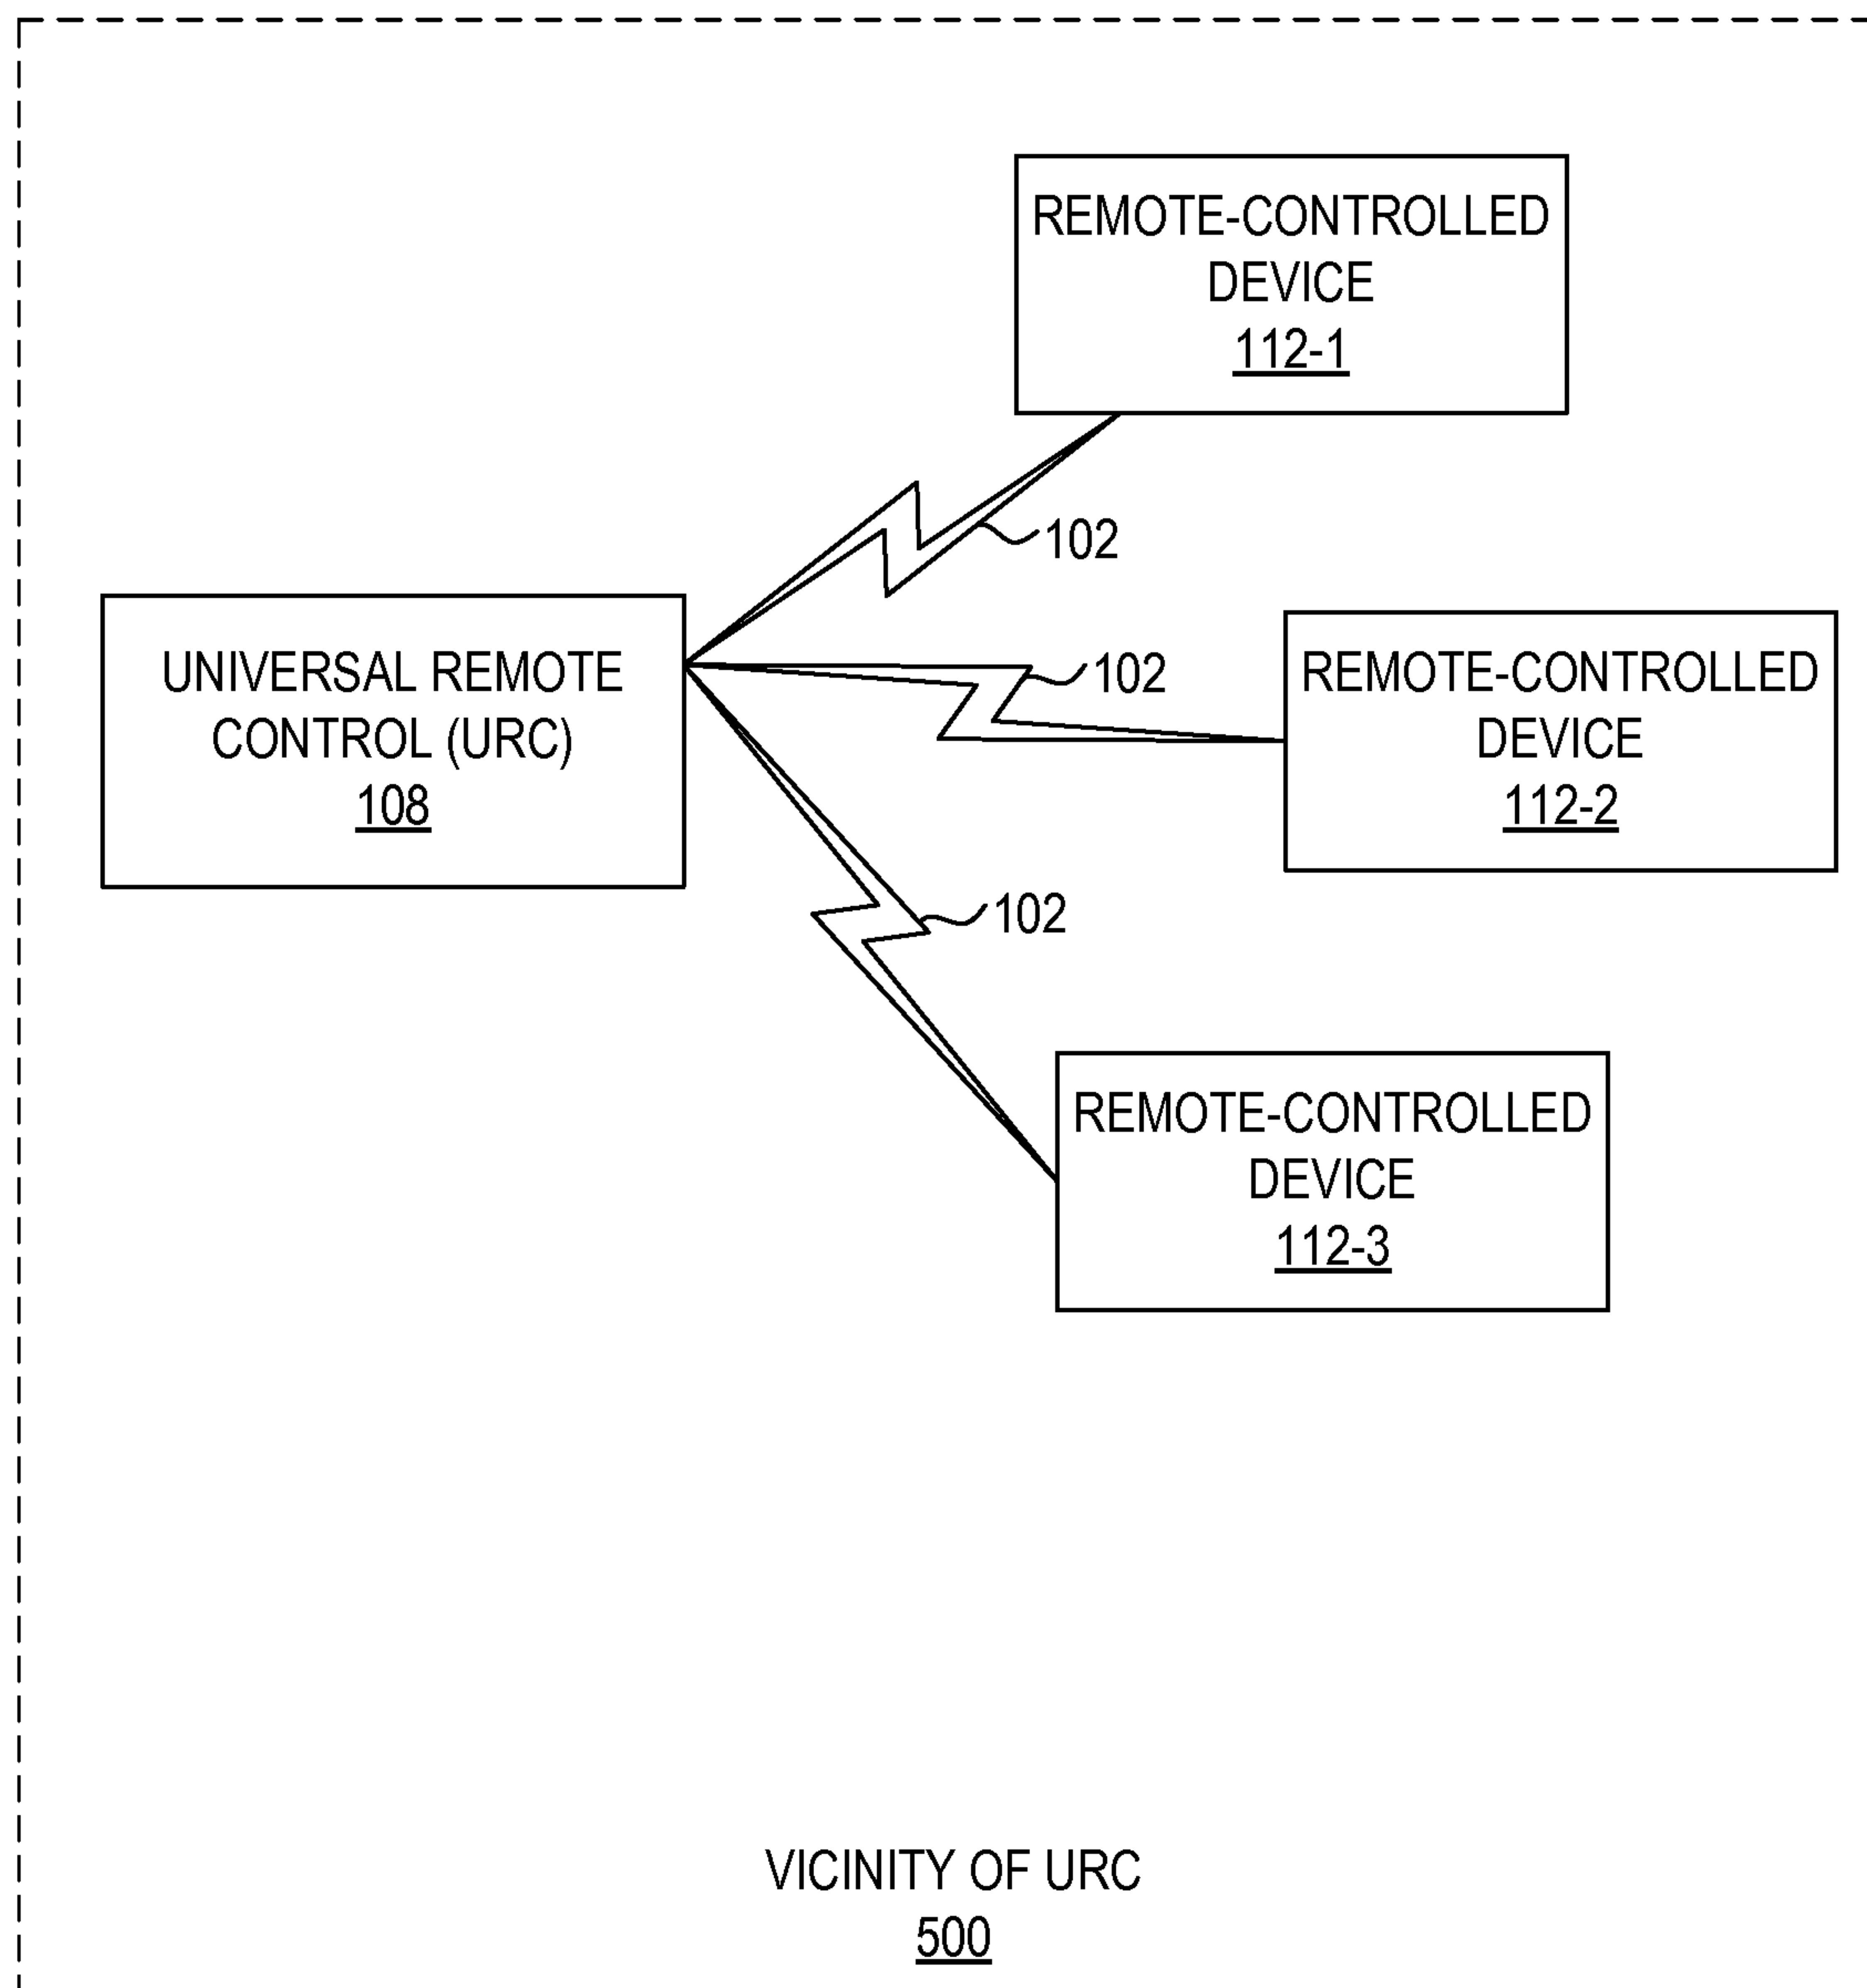 REMOTE-CONTROLLED
DEVICE
112-1
102
UNIVERSAL REMOTE
CONTROL (URC)
108
102
REMOTE-CONTROLLED
DEVICE
112-2
102
REMOTE-CONTROLLED
DEVICE
112-3
VICINITY OF URC
500